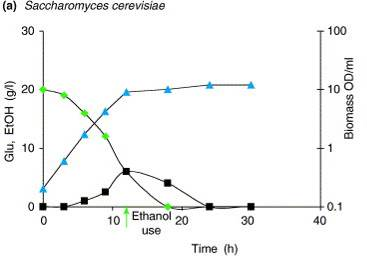 (a) Saccharomyces cerevisiae
30
20
10
0
Glu, EtOH (g/l)
100
10
1
0.1
Biomass OD/ml
0
10
20
30
40
Ethanol
use
Time (h)